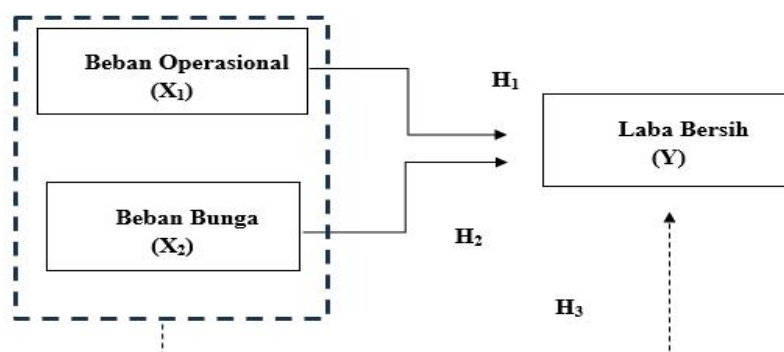 Beban Operasional
(X₁)
H₁
Laba Bersih
(Y)
Beban Bunga
(X₂)
H₂
H₃